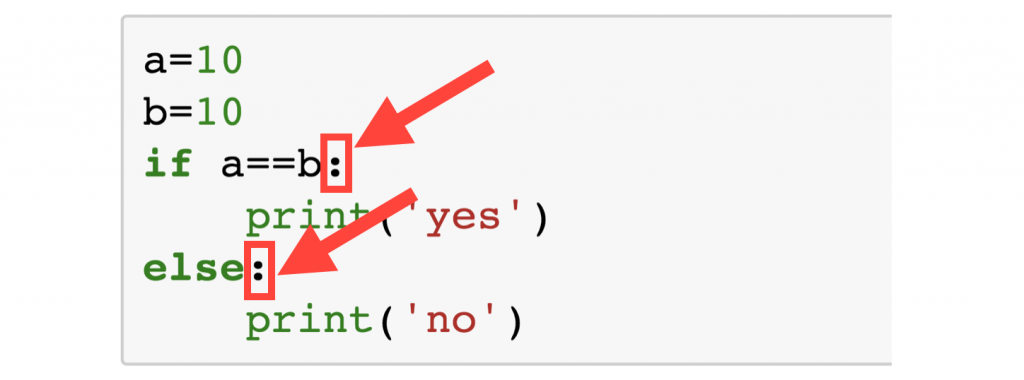 a=10
b=10
if a==b:
    print('yes')
else:
    print('no')